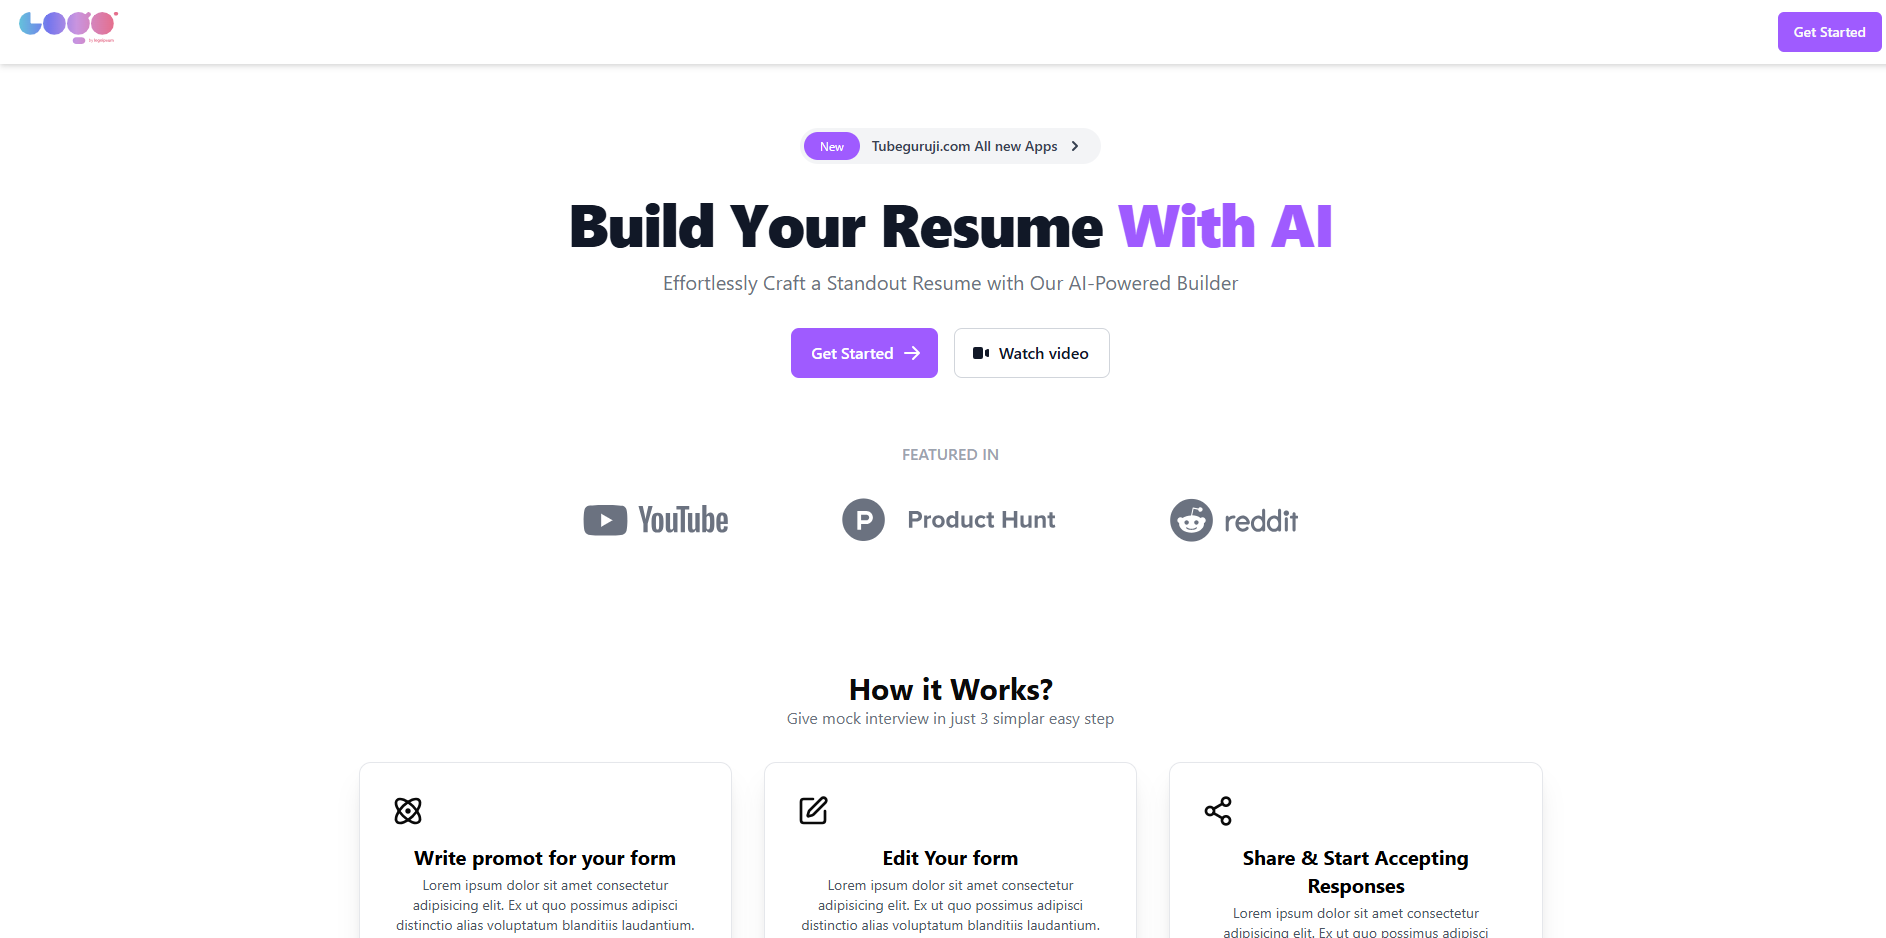 Logo
Get Started
New Tubeguruji.com All new Apps
Build Your Resume With AI
Effortlessly Craft a Standout Resume with Our AI-Powered Builder
Get Started
Watch video
FEATURED IN
YouTube
Product Hunt
reddit
How it Works?
Give mock interview in just 3 simplar easy step
Write promot for your form
Lorem ipsum dolor sit amet consectetur
adipisicing elit. Ex ut quo possimus adipisci
distinctio alias voluptatum blanditiis laudantium.
Edit Your form
Lorem ipsum dolor sit amet consectetur
adipisicing elit. Ex ut quo possimus adipisci
distinctio alias voluptatum blanditiis laudantium.
Share & Start Accepting
Responses
Lorem ipsum dolor sit amet consectetur
adipisicing elit. Ex ut quo possimus adipisci